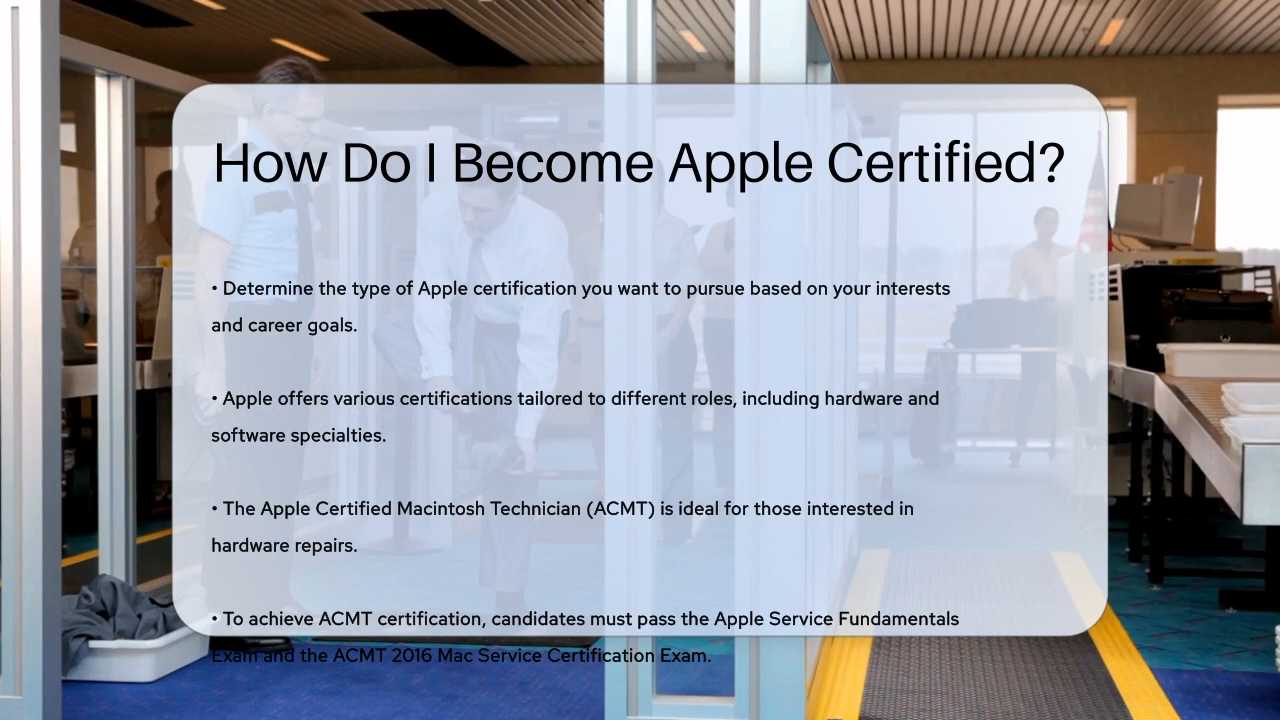 How Do I Become Apple Certified?
• Determine the type of Apple certification you want to pursue based on your interests
and career goals.
• Apple offers various certifications tailored to different roles, including hardware and
software specialties.
• The Apple Certified Macintosh Technician (ACMT) is ideal for those interested in
hardware repairs.
• To achieve ACMT certification, candidates must pass the Apple Service Fundamentals
Exam and the ACMT 2016 Mac Service Certification Exam.